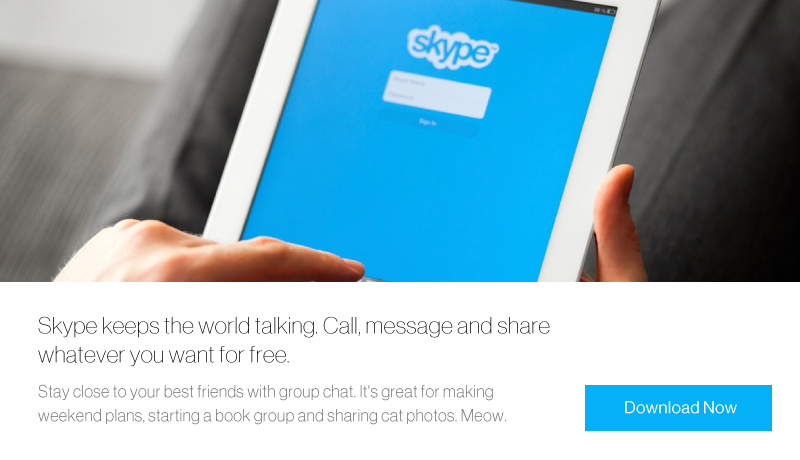 skype
Sign in
Skype keeps the world talking. Call, message and share
whatever you want for free.
Stay close to your best friends with group chat. It's great for making
weekend plans, starting a book group and sharing cat photos. Meow.
Download Now